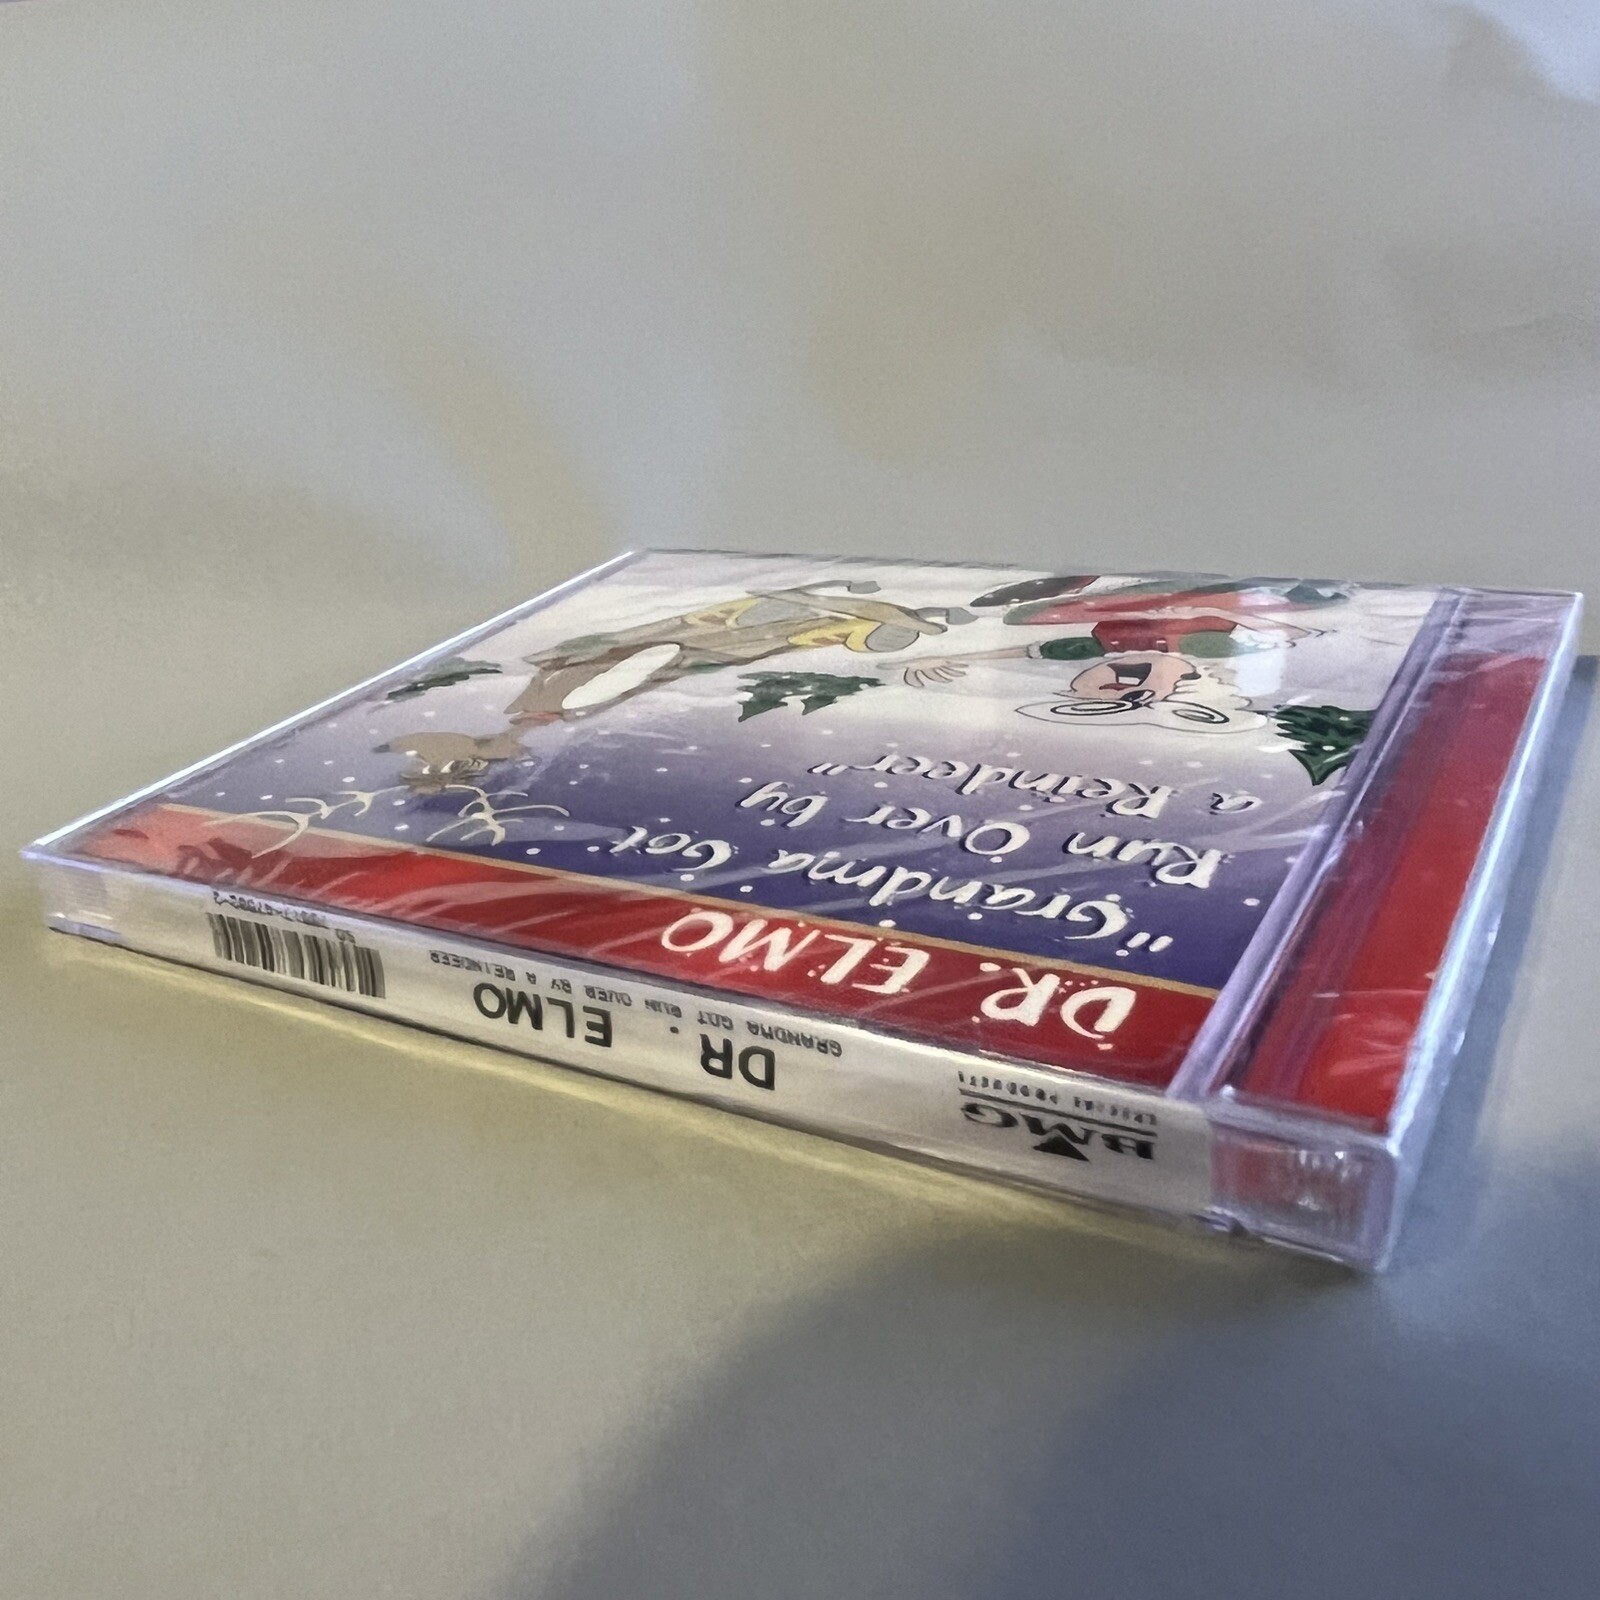 DR. ELMO
"Grandma Got
Run Over by
a Reindeer"
BMG
SPECIAL PRODUCTS
DR. ELMO
GRANDMA GOT RUN OVER BY A REINDEER